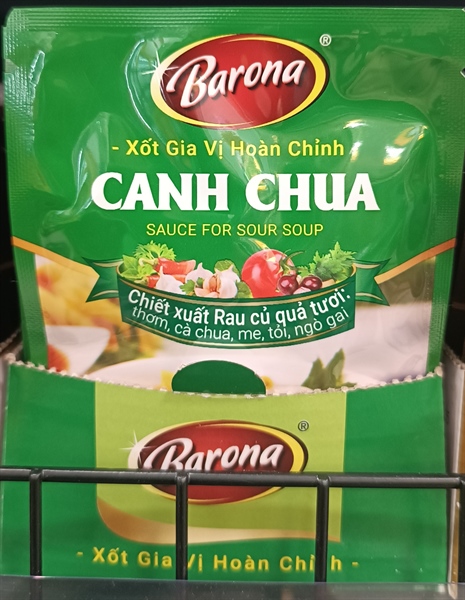 Barona ®
- Xốt Gia Vị Hoàn Chỉnh -
CANH CHUA
SAUCE FOR SOUR SOUP
Chiết xuất Rau củ quả tươi:
thơm, cà chua, me, tỏi, ngò gai
Barona ®
- Xốt Gia Vị Hoàn Chỉnh -